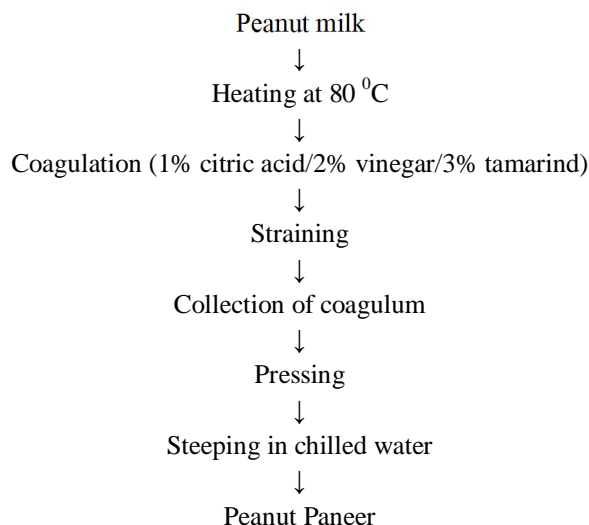 Peanut milk
↓
Heating at 80 ⁰C
↓
Coagulation (1% citric acid/2% vinegar/3% tamarind)
↓
Straining
↓
Collection of coagulum
↓
Pressing
↓
Steeping in chilled water
↓
Peanut Paneer